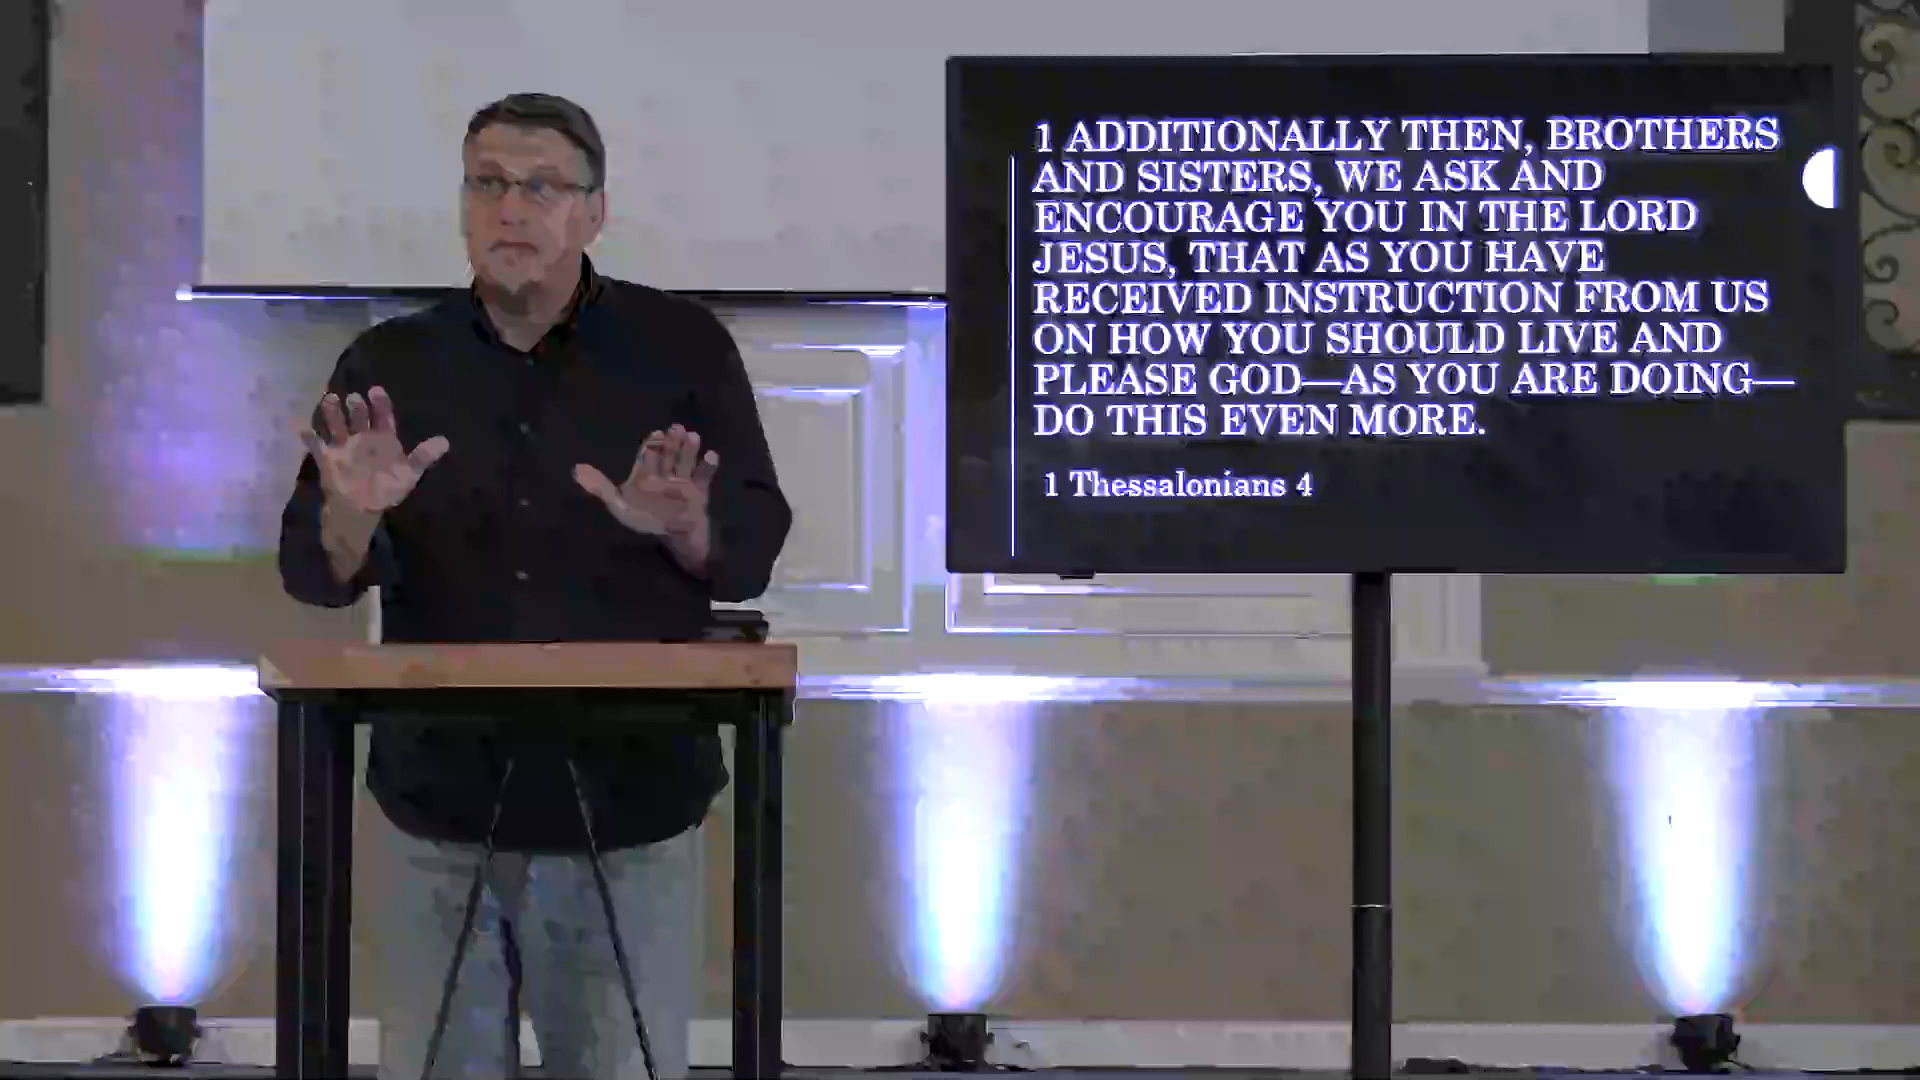 1 ADDITIONALLY THEN, BROTHERS
AND SISTERS, WE ASK AND
ENCOURAGE YOU IN THE LORD
JESUS, THAT AS YOU HAVE
RECEIVED INSTRUCTION FROM US
ON HOW YOU SHOULD LIVE AND
PLEASE GOD—AS YOU ARE DOING—
DO THIS EVEN MORE.
1 Thessalonians 4